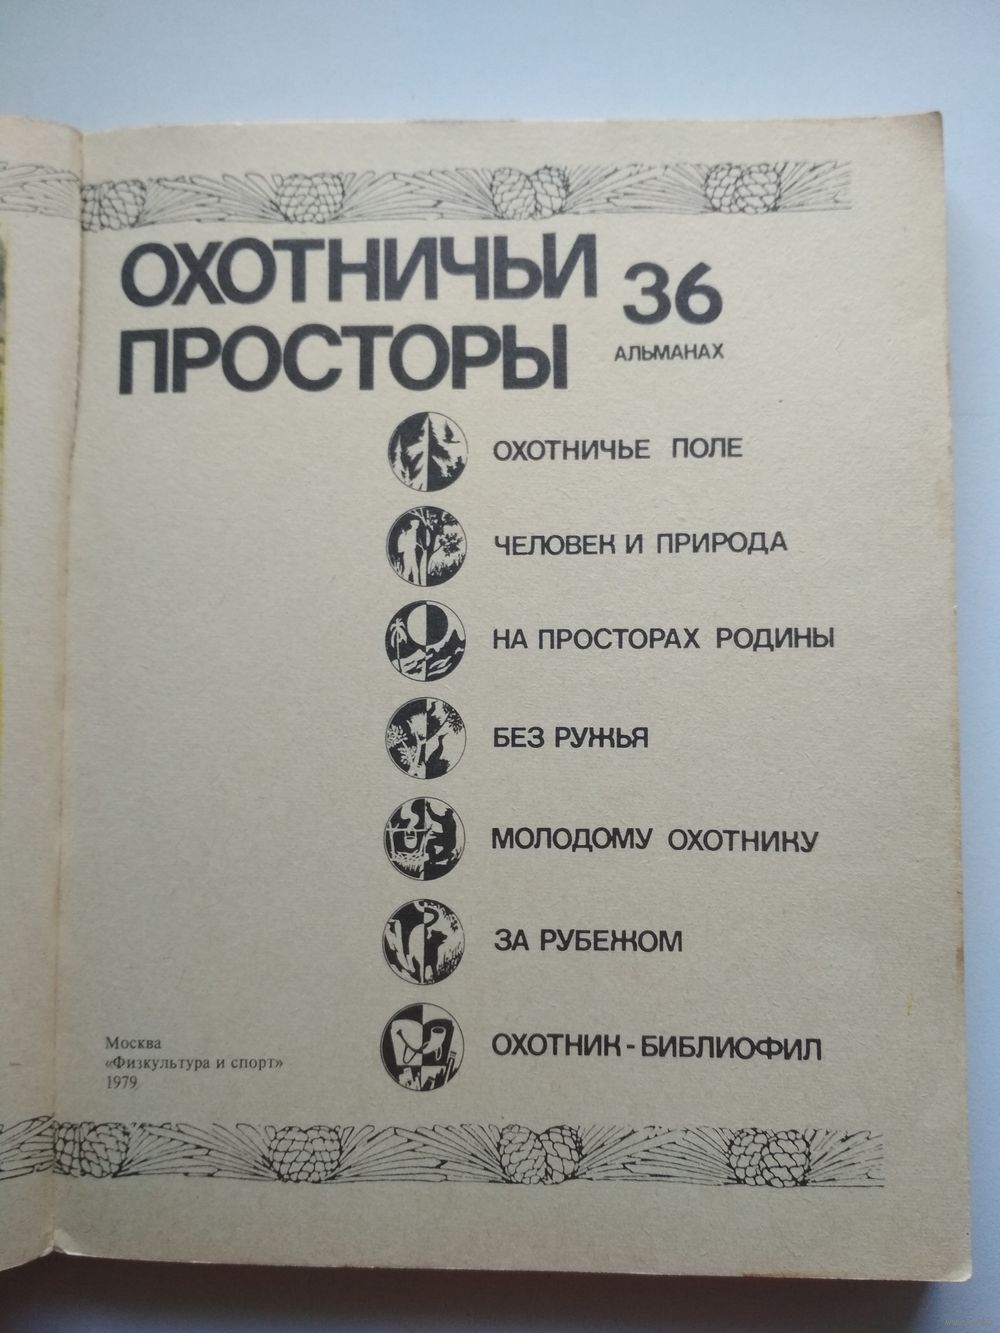 ОХОТНИЧЬИ
ПРОСТОРЫ
36
АЛЬМАНАХ
ОХОТНИЧЬЕ ПОЛЕ
ЧЕЛОВЕК И ПРИРОДА
НА ПРОСТОРАХ РОДИНЫ
БЕЗ РУЖЬЯ
МОЛОДОМУ ОХОТНИКУ
ЗА РУБЕЖОМ
ОХОТНИК-БИБЛИОФИЛ
Москва
«Физкультура и спорт»
1979